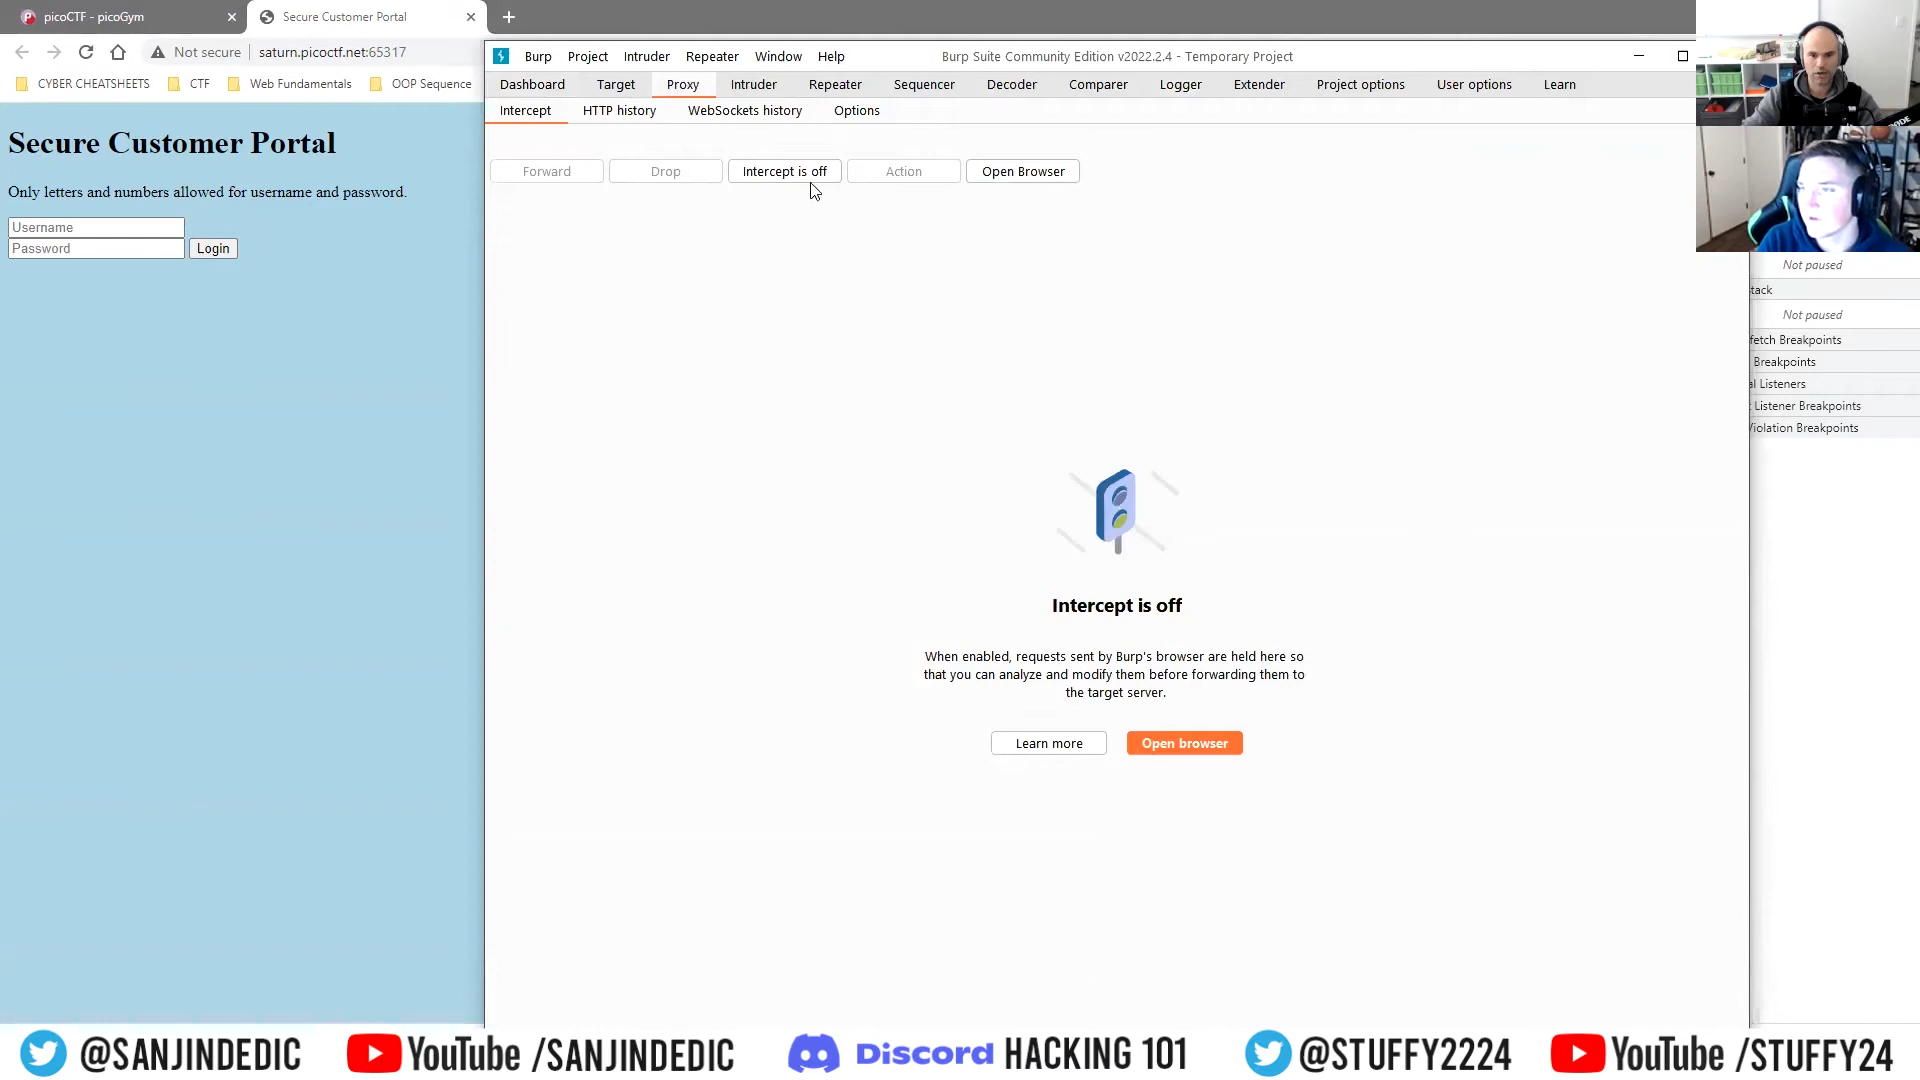 picoCTF - picoGym
Secure Customer Portal
Not secure
saturn.picoctf.net:65317
CYBER CHEATSHEETS
CTF
Web Fundamentals
OOP Sequence
Secure Customer Portal
Only letters and numbers allowed for username and password.
Username
Password
Login
Burp Project Intruder Repeater Window Help
Burp Suite Community Edition v2022.2.4 - Temporary Project
Dashboard Target Proxy Intruder Repeater Sequencer Decoder Comparer Logger Extender Project options User options Learn
Intercept HTTP history WebSockets history Options
Forward Drop Intercept is off Action Open Browser
Intercept is off
When enabled, requests sent by Burp's browser are held here so
that you can analyze and modify them before forwarding them to
the target server.
Learn more
Open browser
Not paused
tack
Not paused
fetch Breakpoints
Breakpoints
al Listeners
Listener Breakpoints
Violation Breakpoints
@SANJINDEDIC
YouTube /SANJINDEDIC
Discord HACKING 101
@STUFFY2224
YouTube /STUFFY24